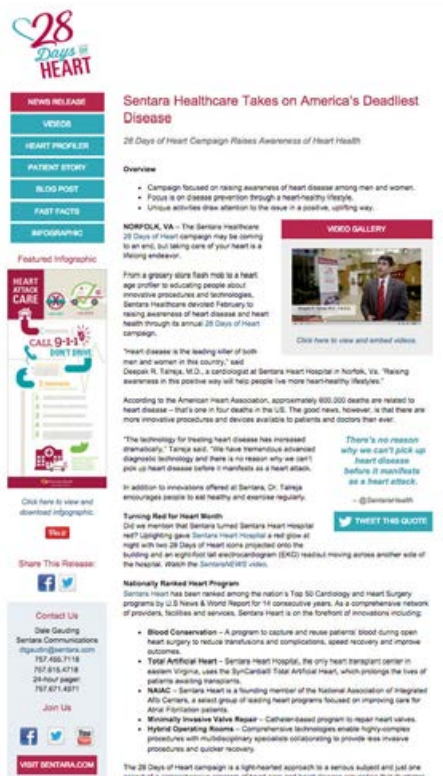 28
Days of
HEART
NEWS RELEASE
VIDEOS
HEART PROFILER
PATIENT STORY
BLOG POST
FAST FACTS
INFOGRAPHIC
Featured Infographic
HEART
ATTACK
CARE
CALL 9-1-1
DON'T DRIVE
Click here to view and
download infographic.
Pin it
Share This Release:
Contact Us
Dale Gauding
Sentara Communications
dtgaudin@sentara.com
757.455.7118
757.615.4718
24-hour pager:
757.671.4971
Join Us
VISIT SENTARA.COM
Sentara Healthcare Takes on America's Deadliest
Disease
28 Days of Heart Campaign Raises Awareness of Heart Health
Overview
• Campaign focused on raising awareness of heart disease among men and women.
• Focus is on disease prevention through a heart-healthy lifestyle.
• Unique activities draw attention to the issue in a positive, uplifting way.
NORFOLK, VA – The Sentara Healthcare
28 Days of Heart campaign may be coming
to an end, but taking care of your heart is a
lifelong endeavor.
From a grocery store flash mob to a heart
age profiler to educating people about
innovative procedures and technologies,
Sentara Healthcare devoted February to
raising awareness of heart disease and heart
health through its annual 28 Days of Heart
campaign.
VIDEO GALLERY
Click here to view and embed videos.
"Heart disease is the leading killer of both
men and women in this country," said
Deepak R. Talreja, M.D., a cardiologist at Sentara Heart Hospital in Norfolk, Va. "Raising
awareness in this positive way will help people live more heart-healthy lifestyles."
According to the American Heart Association, approximately 600,000 deaths are related to
heart disease – that's one in four deaths in the US. The good news, however, is that there are
more innovative procedures and devices available to patients and doctors than ever.
"The technology for treating heart disease has increased
dramatically," Talreja said. "We have tremendous advanced
diagnostic technology and there is no reason why we can't
pick up heart disease before it manifests as a heart attack.
In addition to innovations offered at Sentara, Dr. Talreja
encourages people to eat healthy and exercise regularly.
There's no reason
why we can't pick up
heart disease
before it manifests
as a heart attack.
– @SentaraHealth
TWEET THIS QUOTE
Turning Red for Heart Month
Did we mention that Sentara turned Sentara Heart Hospital
red? Uplighting gave Sentara Heart Hospital a red glow at
night with two 28 Days of Heart icons projected onto the
building and an eight-foot tall electrocardiogram (EKG) readout moving across another side of
the hospital. Watch the SentaraNEWS video.
Nationally Ranked Heart Program
Sentara Heart has been ranked among the nation's Top 50 Cardiology and Heart Surgery
programs by U.S News & World Report for 14 consecutive years. As a comprehensive network
of providers, facilities and services, Sentara Heart is on the forefront of innovations including:
• Blood Conservation – A program to capture and reuse patients' blood during open
heart surgery to reduce transfusions and complications, speed recovery and improve
outcomes.
• Total Artificial Heart – Sentara Heart Hospital, the only heart transplant center in
eastern Virginia, uses the SynCardia® Total Artificial Heart, which prolongs the lives of
patients awaiting transplants.
• NAIAC – Sentara Heart is a founding member of the National Association of Integrated
Afib Centers, a select group of leading heart programs focused on improving care for
Atrial Fibrillation patients.
• Minimally Invasive Valve Repair – Catheter-based program to repair heart valves.
• Hybrid Operating Rooms – Comprehensive technologies enable highly-complex
procedures with multidisciplinary specialists collaborating to provide less invasive
procedures and quicker recovery.
The 28 Days of Heart campaign is a light-hearted approach to a serious subject and just one